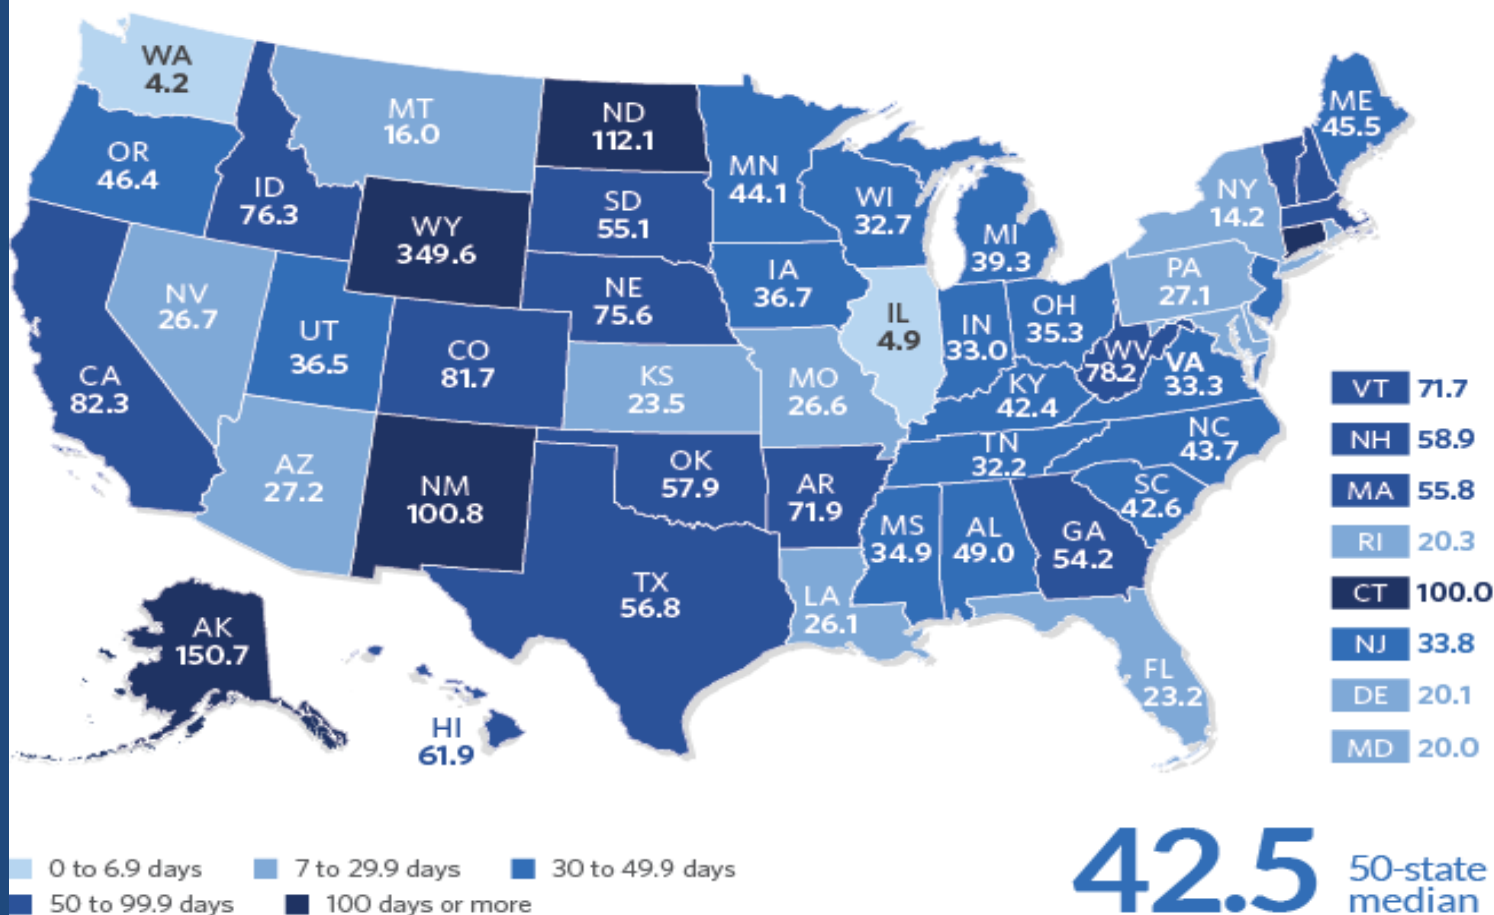 WA
4.2
MT
16.0
ND
112.1
ME
45.5
OR
46.4
ID
76.3
MN
44.1
SD
55.1
WI
32.7
NY
14.2
WY
349.6
MI
39.3
IA
36.7
PA
27.1
NE
75.6
NV
26.7
UT
36.5
IL
4.9
IN
33.0
OH
35.3
CO
81.7
WV
78.2
VA
33.3
CA
82.3
KS
23.5
MO
26.6
KY
42.4
NC
43.7
TN
32.2
AZ
27.2
NM
100.8
OK
57.9
AR
71.9
SC
42.6
MS
34.9
AL
49.0
GA
54.2
TX
56.8
LA
26.1
FL
23.2
AK
150.7
HI
61.9
VT 71.7
NH 58.9
MA 55.8
RI 20.3
CT 100.0
NJ 33.8
DE 20.1
MD 20.0
0 to 6.9 days
7 to 29.9 days
30 to 49.9 days
50 to 99.9 days
100 days or more
42.5
50-state
median